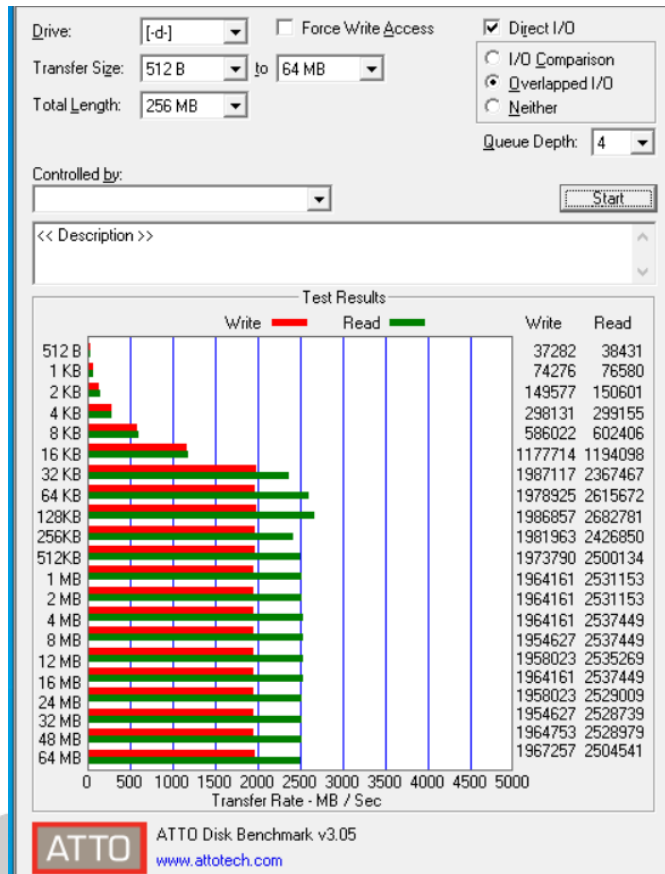 Drive: [-d-] Force Write Access Direct I/O
Transfer Size: 512 B to 64 MB I/O Comparison
Overlapped I/O
Total Length: 256 MB Neither
Queue Depth: 4
Controlled by:
Start
<< Description >>
Test Results
Write Read Write Read
512 B 37282 38431
1 KB 74276 76580
2 KB 149577 150601
4 KB 298131 299155
8 KB 586022 602406
16 KB 1177714 1194098
32 KB 1987117 2367467
64 KB 1978925 2615672
128KB 1986857 2682781
256KB 1981963 2426850
512KB 1973790 2500134
1 MB 1964161 2531153
2 MB 1964161 2531153
4 MB 1964161 2537449
8 MB 1954627 2537449
12 MB 1958023 2535269
16 MB 1964161 2537449
24 MB 1958023 2529009
32 MB 1954627 2528739
48 MB 1964753 2528979
64 MB 1967257 2504541
0 500 1000 1500 2000 2500 3000 3500 4000 4500 5000
Transfer Rate - MB / Sec
ATTO
ATTO Disk Benchmark v3.05
www.attotech.com